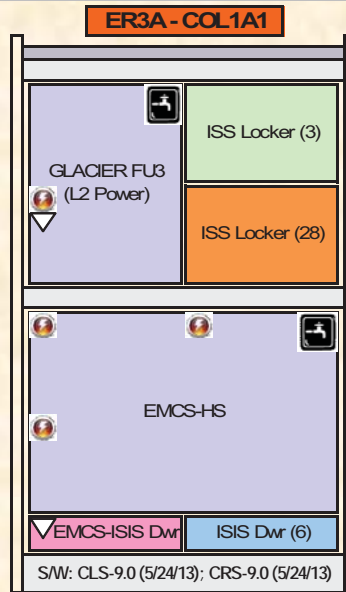 ER3A - COL1A1
GLACIER FU3
(L2 Power)
ISS Locker (3)
ISS Locker (28)
EMCS-HS
EMCS-ISIS Dwr
ISIS Dwr (6)
S/W: CLS-9.0 (5/24/13); CRS-9.0 (5/24/13)